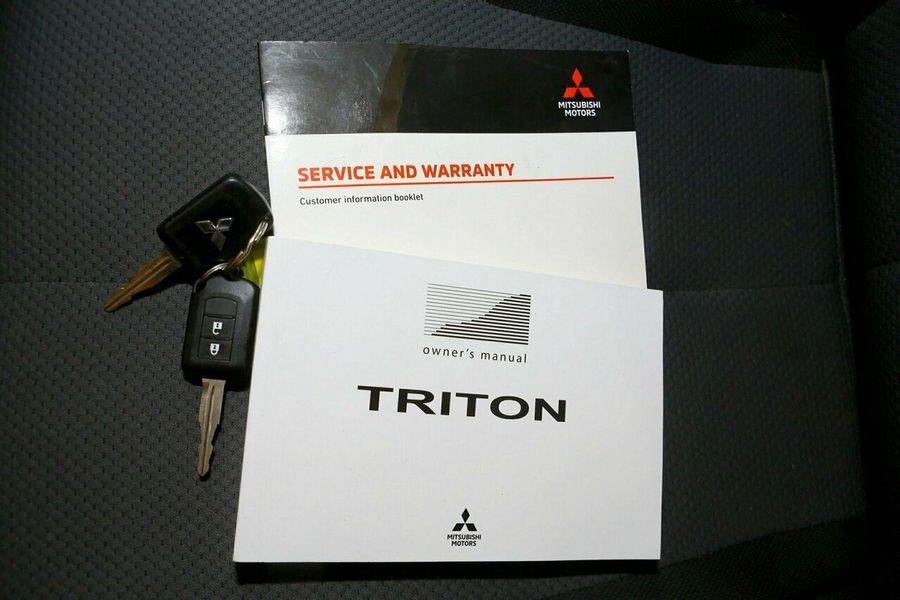 MITSUBISHI
MOTORS
SERVICE AND WARRANTY
Customer information booklet
owner's manual
TRITON
MITSUBISHI
MOTORS